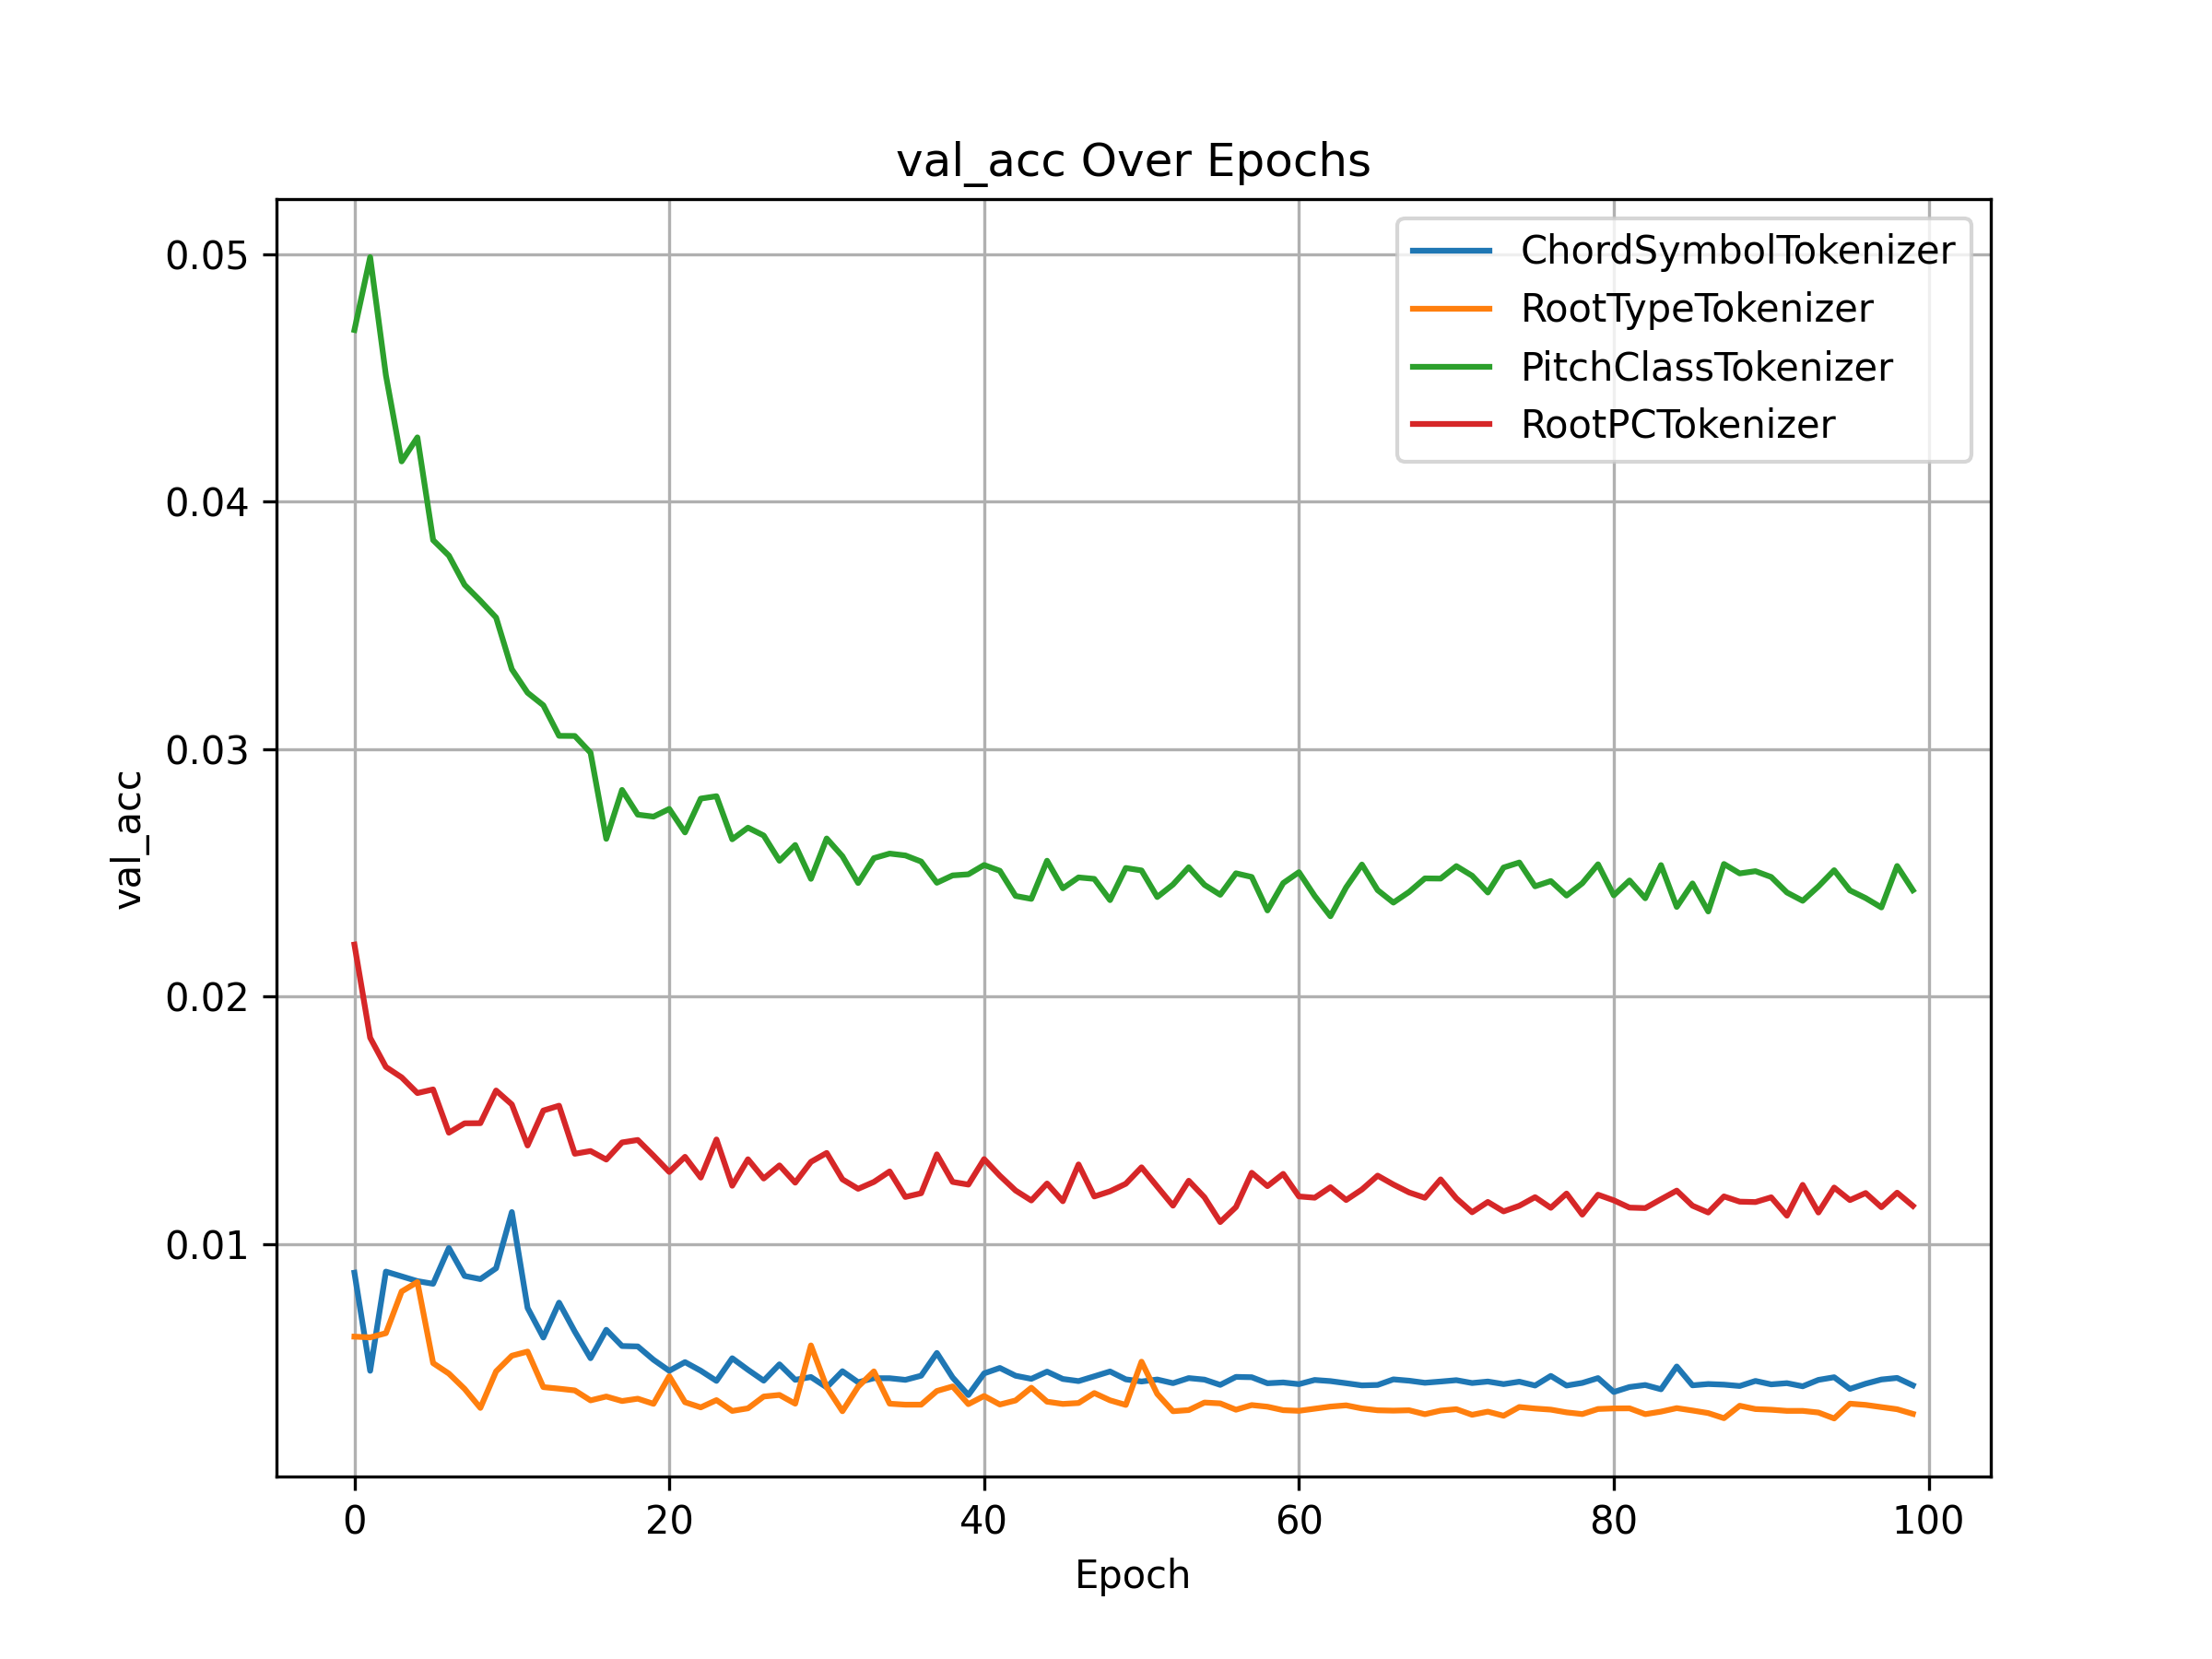 val_acc Over Epochs
ChordSymbolTokenizer
RootTypeTokenizer
PitchClassTokenizer
RootPCTokenizer
0.05
0.04
0.03
0.02
0.01
val_acc
0 20 40 60 80 100
Epoch